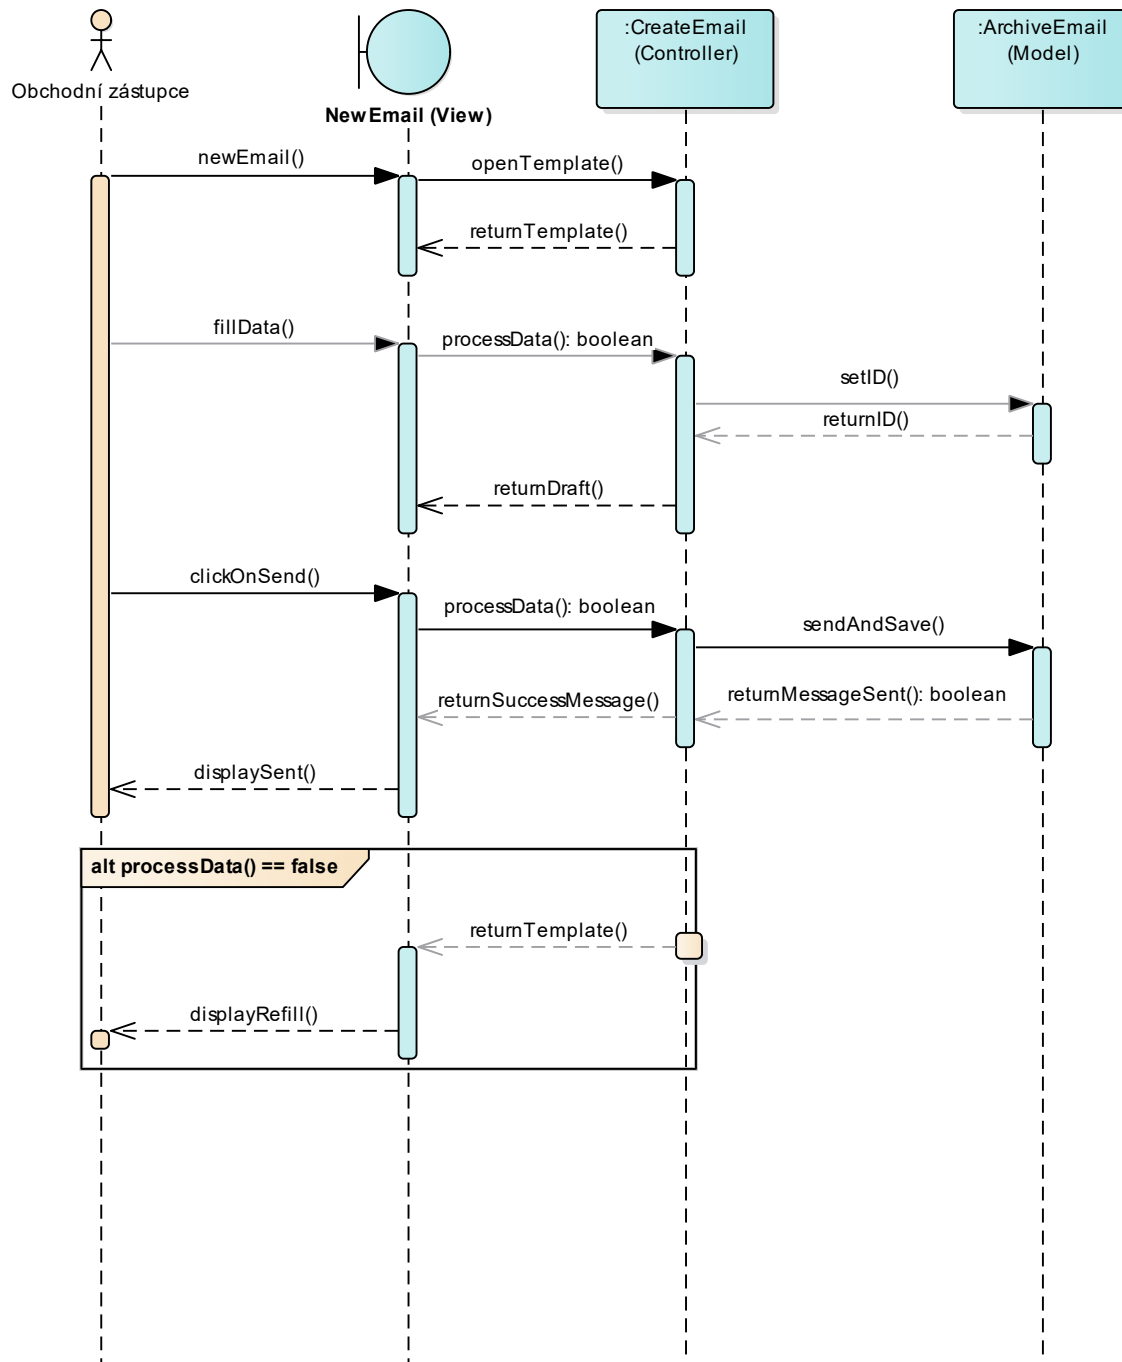 Obchodní zástupce
NewEmail (View)
:CreateEmail
(Controller)
:ArchiveEmail
(Model)
newEmail()
openTemplate()
returnTemplate()
fillData()
processData(): boolean
setID()
returnID()
returnDraft()
clickOnSend()
processData(): boolean
sendAndSave()
returnMessageSent(): boolean
returnSuccessMessage()
displaySent()
alt processData() == false
returnTemplate()
displayRefill()